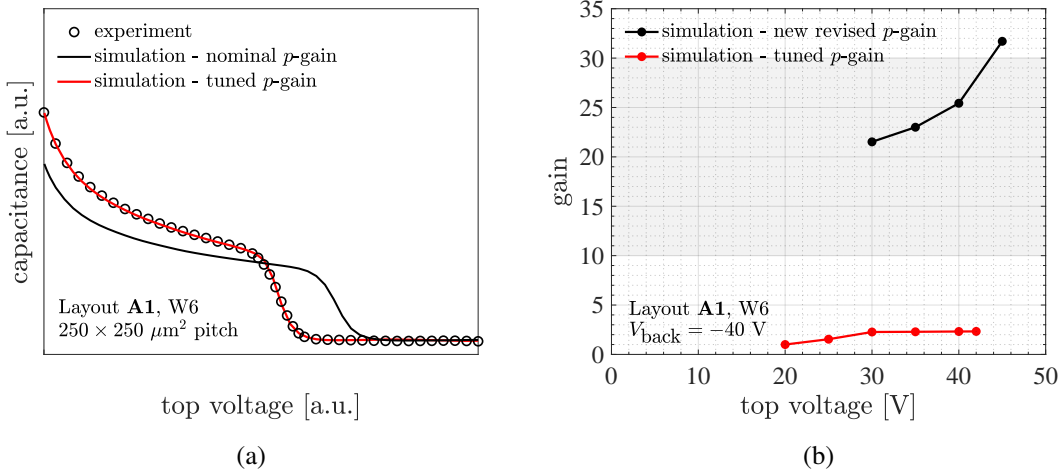 experiment
simulation - nominal p-gain
simulation - tuned p-gain
capacitance [a.u.]
Layout A1, W6
250 × 250 μm² pitch
top voltage [a.u.]
(a)
simulation - new revised p-gain
simulation - tuned p-gain
35
30
25
20
15
10
5
0
gain
Layout A1, W6
V_back = −40 V
0 10 20 30 40 50
top voltage [V]
(b)